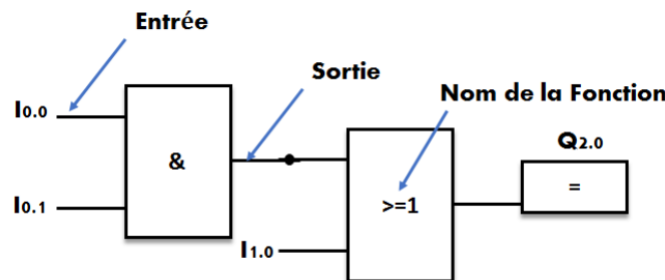 Entrée
Sortie
Nom de la Fonction
I0.0
&
Q2.0
I0.1
>=1
=
I1.0